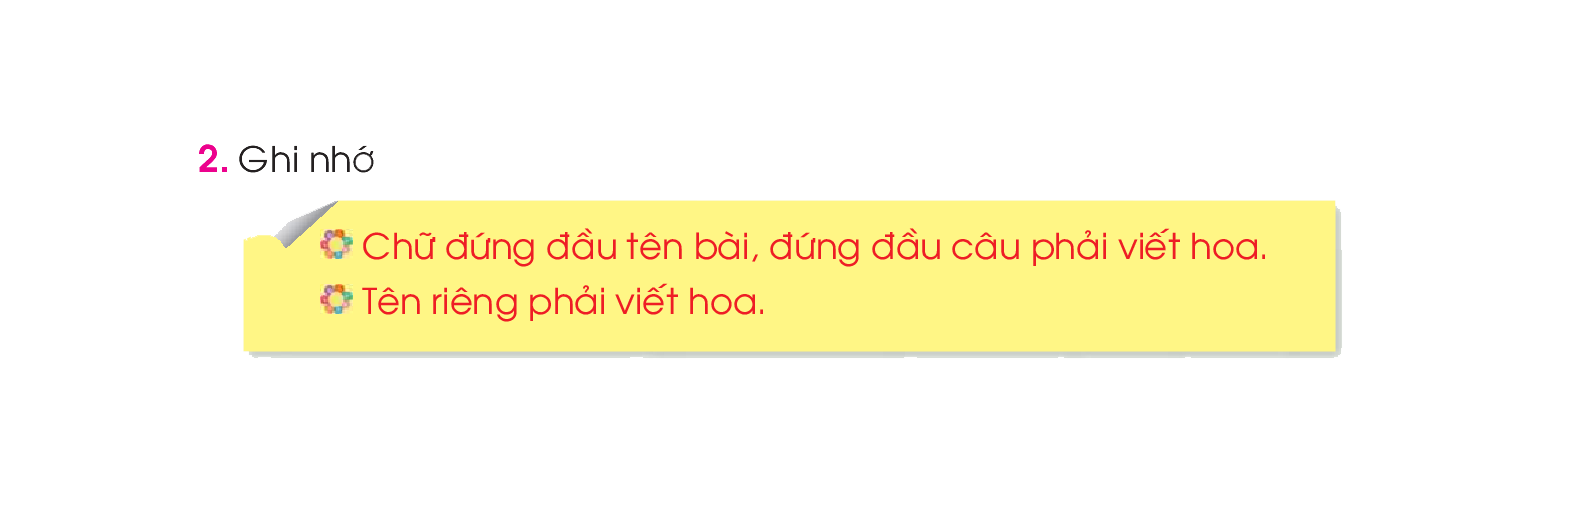 2. Ghi nhớ
Chữ đứng đầu tên bài, đứng đầu câu phải viết hoa.
Tên riêng phải viết hoa.